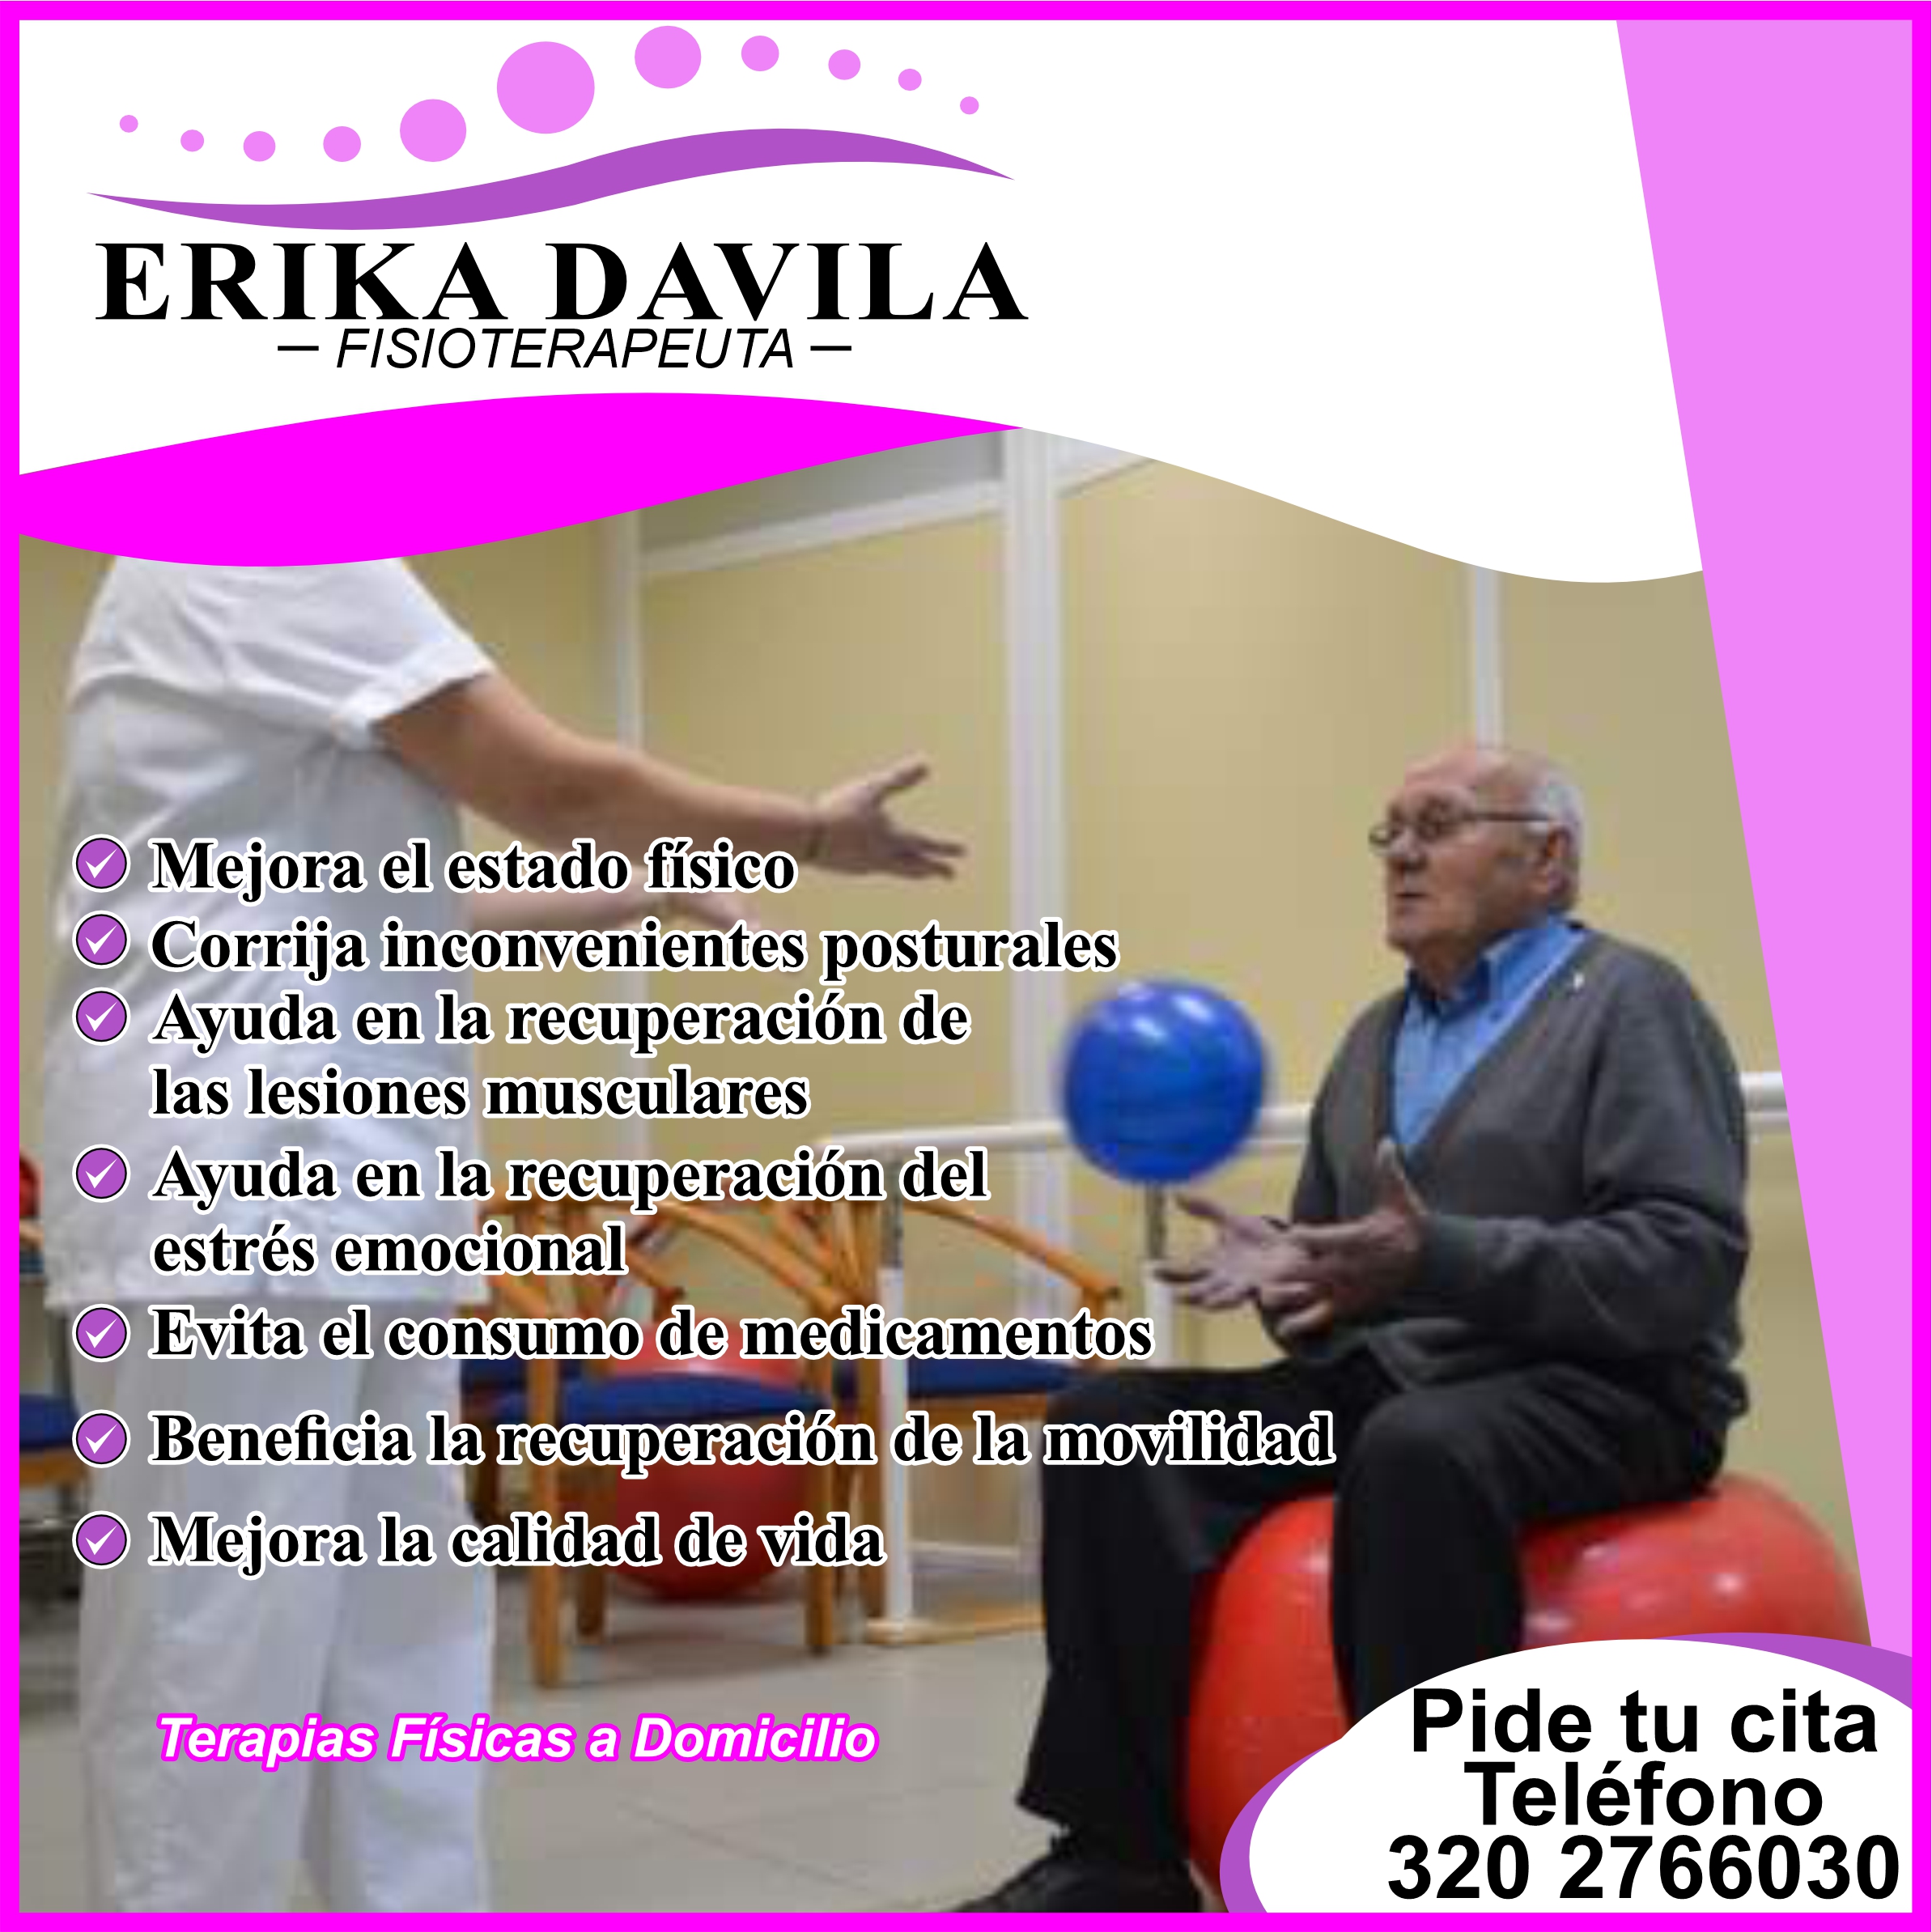 ERIKA DAVILA
– FISIOTERAPEUTA –
Mejora el estado físico
Corrija inconvenientes posturales
Ayuda en la recuperación de
las lesiones musculares
Ayuda en la recuperación del
estrés emocional
Evita el consumo de medicamentos
Beneficia la recuperación de la movilidad
Mejora la calidad de vida
Terapias Físicas a Domicilio
Pide tu cita
Teléfono
320 2766030